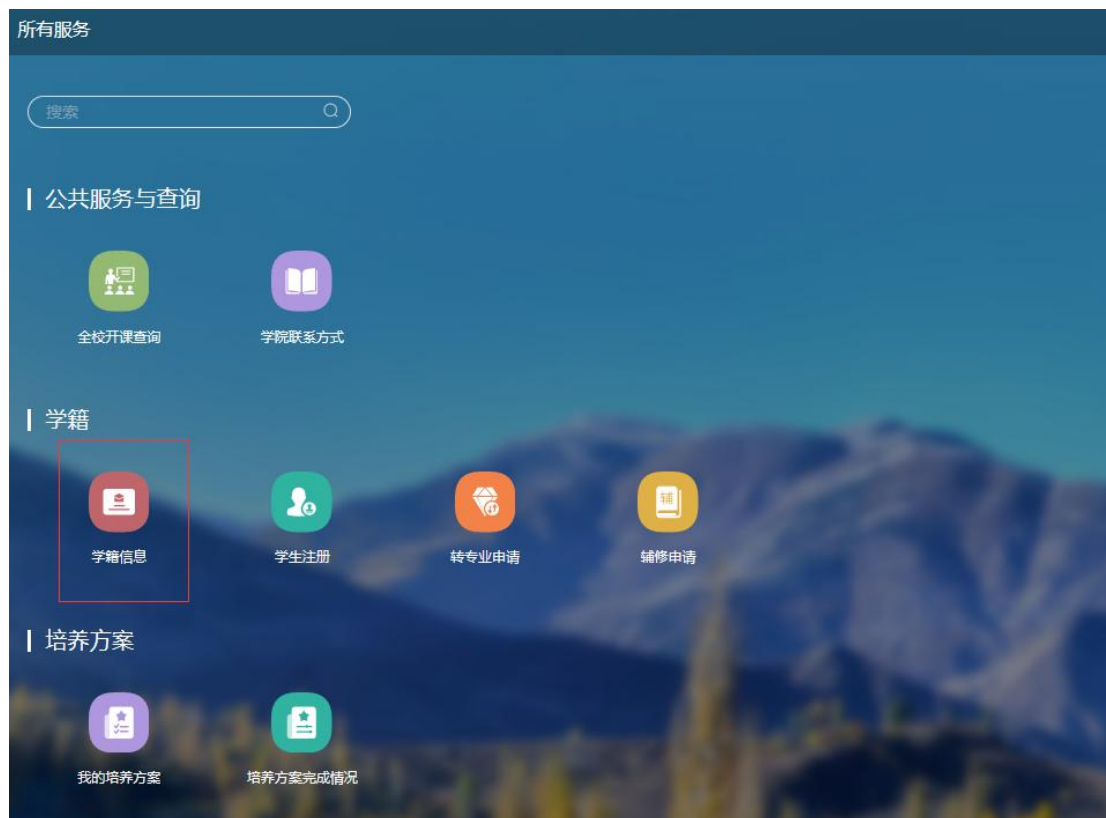 所有服务
搜索
公共服务与查询
全校开课查询
学院联系方式
学籍
辅
学籍信息
学生注册
转专业申请
辅修申请
培养方案
我的培养方案
培养方案完成情况